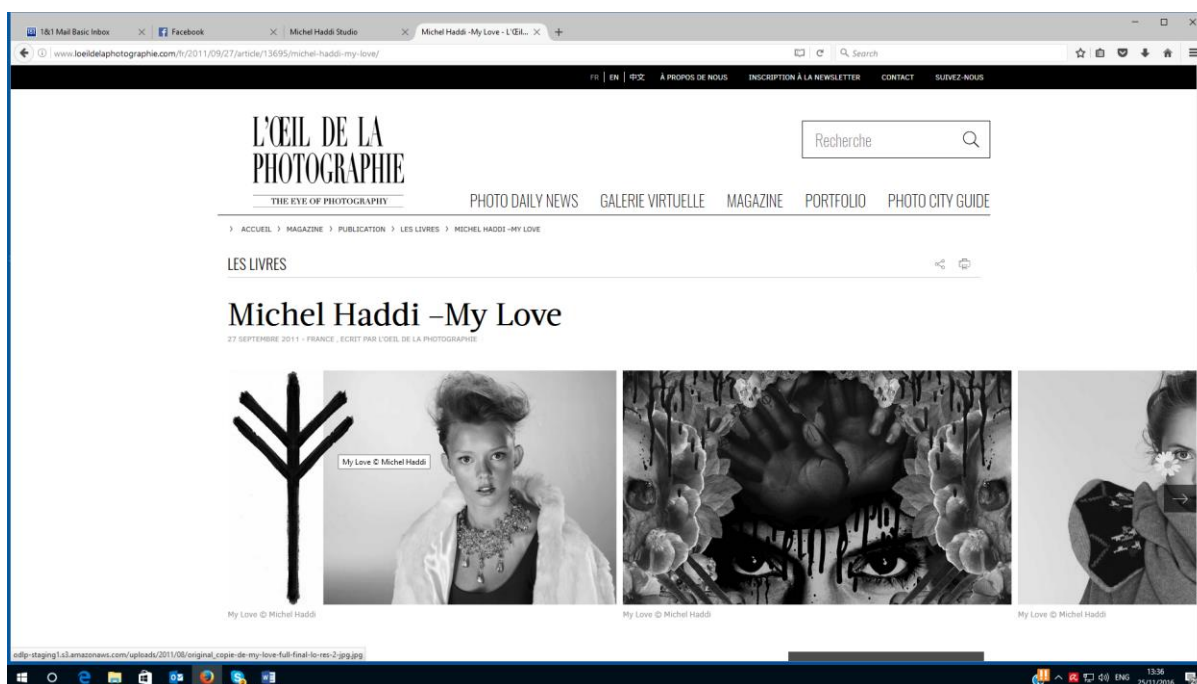 1&1 Mail Basic Inbox
Facebook
Michel Haddi Studio
Michel Haddi -My Love - L'Œil...
www.loeildelaphotographie.com/fr/2011/09/27/article/13695/michel-haddi-my-love/
Search
FR | EN | 中文 À PROPOS DE NOUS INSCRIPTION À LA NEWSLETTER CONTACT SUIVEZ-NOUS
L'ŒIL DE LA
PHOTOGRAPHIE
THE EYE OF PHOTOGRAPHY
Recherche
PHOTO DAILY NEWS GALERIE VIRTUELLE MAGAZINE PORTFOLIO PHOTO CITY GUIDE
> ACCUEIL > MAGAZINE > PUBLICATION > LES LIVRES > MICHEL HADDI -MY LOVE
LES LIVRES
Michel Haddi –My Love
27 SEPTEMBRE 2011 - FRANCE , ECRIT PAR L'OEIL DE LA PHOTOGRAPHIE
My Love © Michel Haddi
My Love © Michel Haddi
My Love © Michel Haddi
My Love © Michel Haddi
odlp-staging1.s3.amazonaws.com/uploads/2011/08/original_copie-de-my-love-full-final-lo-res-2-jpg.jpg
ENG
13:36
25/11/2016